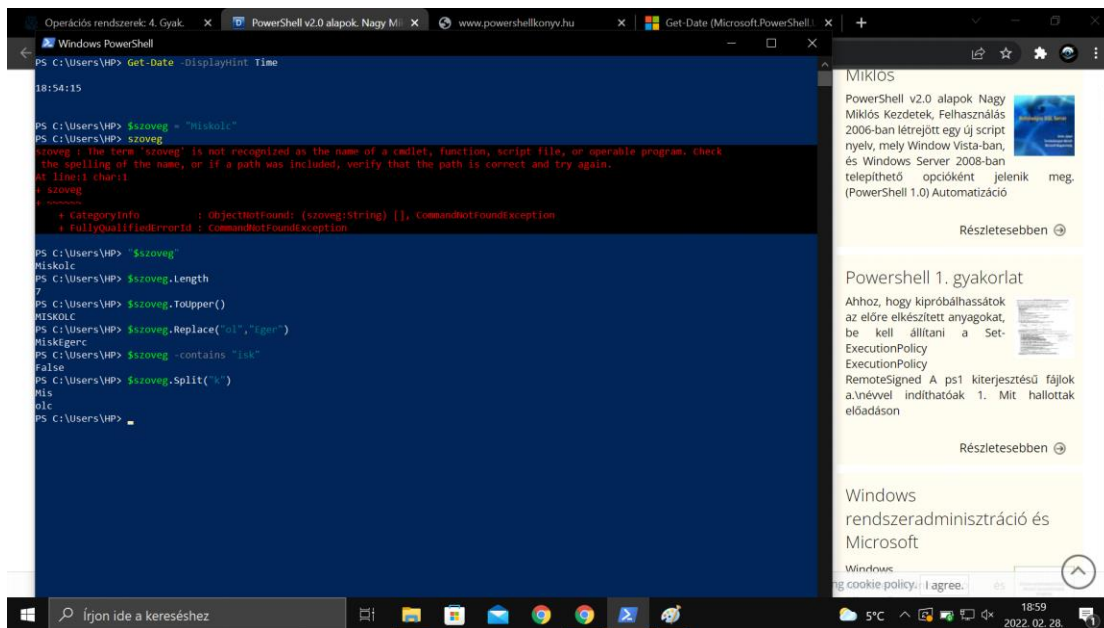 Operációs rendszerek: 4. Gyak.
PowerShell v2.0 alapok. Nagy Mi
www.powershellkonyv.hu
Get-Date (Microsoft.PowerShell.
Windows PowerShell
PS C:\Users\HP> Get-Date -DisplayHint Time
18:54:15
PS C:\Users\HP> $szoveg = "Miskolc"
PS C:\Users\HP> szoveg
szoveg : The term 'szoveg' is not recognized as the name of a cmdlet, function, script file, or operable program. Check
the spelling of the name, or if a path was included, verify that the path is correct and try again.
At line:1 char:1
+ szoveg
+ ~~~~~~
+ CategoryInfo : ObjectNotFound: (szoveg:String) [], CommandNotFoundException
+ FullyQualifiedErrorId : CommandNotFoundException
PS C:\Users\HP> "$szoveg"
Miskolc
PS C:\Users\HP> $szoveg.Length
7
PS C:\Users\HP> $szoveg.ToUpper()
MISKOLC
PS C:\Users\HP> $szoveg.Replace("ol","Eger")
MiskEgerc
PS C:\Users\HP> $szoveg -contains "isk"
False
PS C:\Users\HP> $szoveg.Split("k")
Mis
olc
PS C:\Users\HP>
Miklós
PowerShell v2.0 alapok Nagy
Miklós Kezdetek, Felhasználás
2006-ban létrejött egy új script
nyelv, mely Window Vista-ban,
és Windows Server 2008-ban
telepíthető opcióként jelenik meg.
(PowerShell 1.0) Automatizáció
Részletesebben
Powershell 1. gyakorlat
Ahhoz, hogy kipróbálhassátok
az előre elkészített anyagokat,
be kell állítani a Set-
ExecutionPolicy
ExecutionPolicy
RemoteSigned A ps1 kiterjesztésű fájlok
a.\névvel indíthatóak 1. Mit hallottak
előadáson
Részletesebben
Windows
rendszeradminisztráció és
Microsoft
Windows
ng cookie policy. I agree.
és
Írjon ide a kereséshez
5°C
18:59
2022. 02. 28.
1